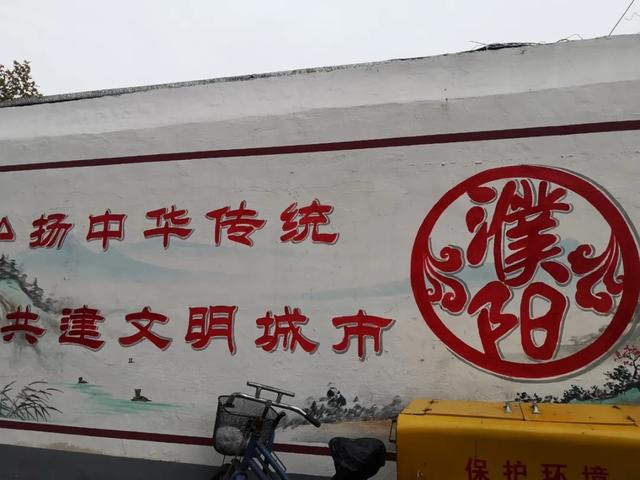 扬中华传统
共建文明城市
濮阳
保护环境